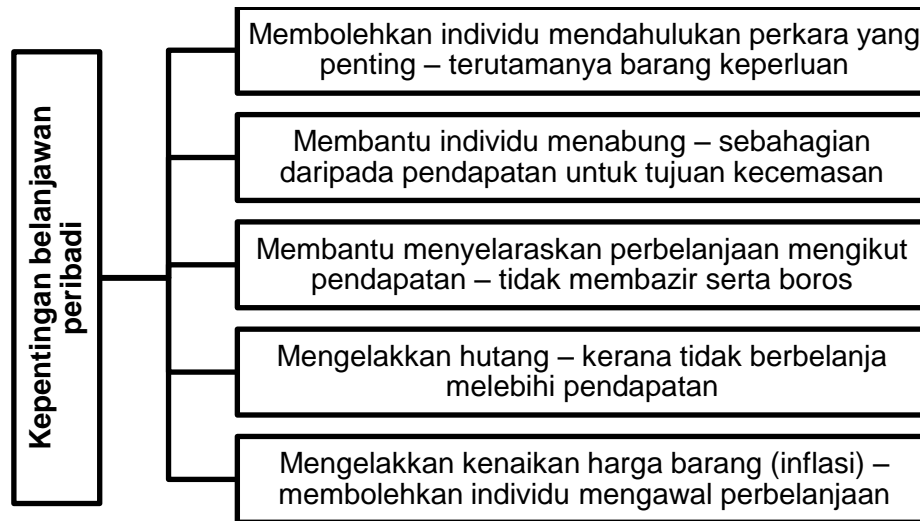 Kepentingan belanjawan
peribadi
Membolehkan individu mendahulukan perkara yang
penting – terutamanya barang keperluan
Membantu individu menabung – sebahagian
daripada pendapatan untuk tujuan kecemasan
Membantu menyelaraskan perbelanjaan mengikut
pendapatan – tidak membazir serta boros
Mengelakkan hutang – kerana tidak berbelanja
melebihi pendapatan
Mengelakkan kenaikan harga barang (inflasi) –
membolehkan individu mengawal perbelanjaan